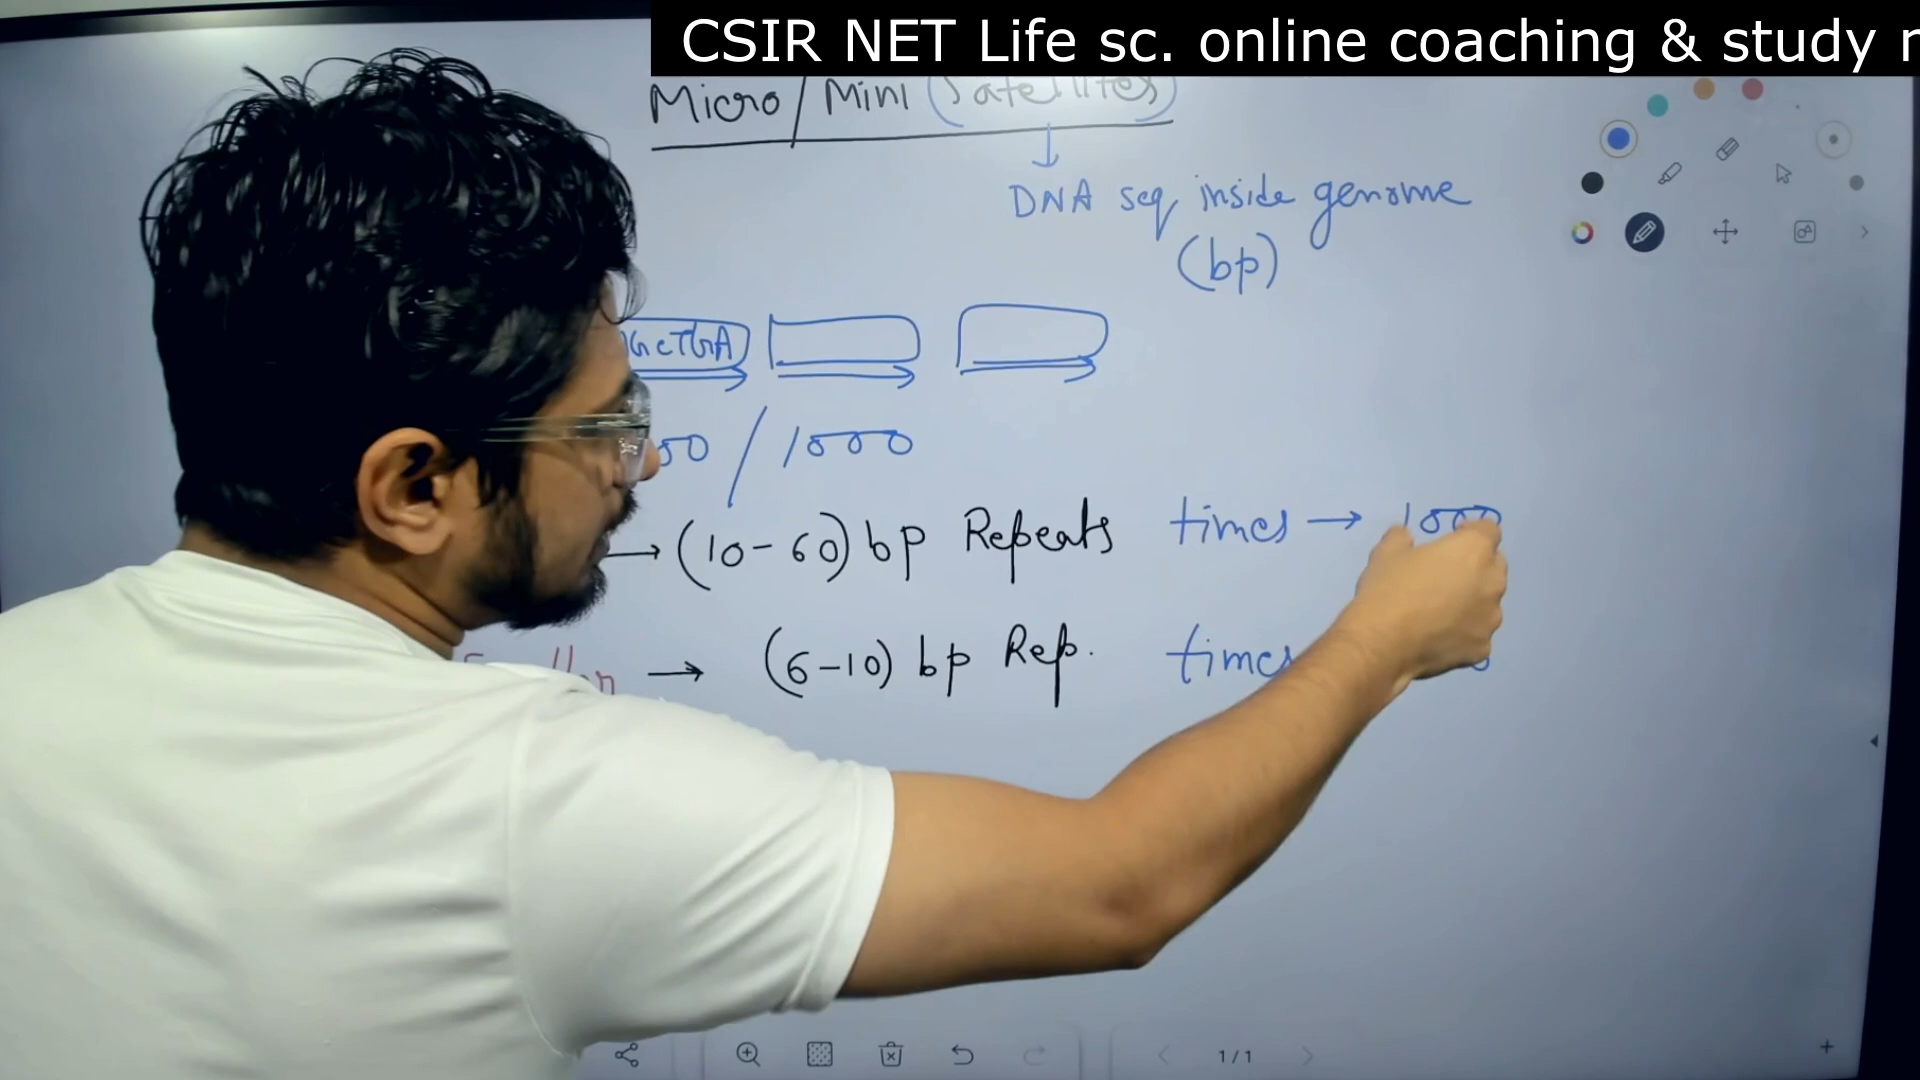 CSIR NET Life sc. online coaching & study
Micro/Mini (Satellites)
DNA seq inside genome
(bp)
GCTGA
50 / 1000
→ (10-60) bp Repeats times → 1000
→ (6-10) bp Rep. times
1/1